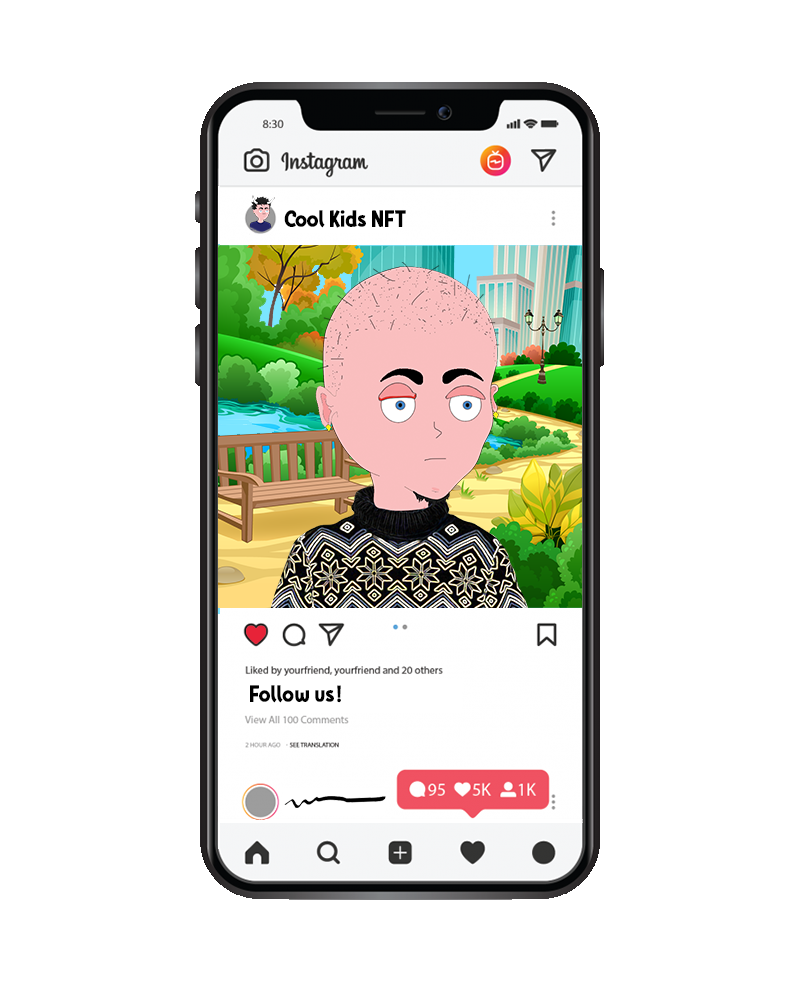 8:30
Instagram
Cool Kids NFT
Liked by yourfriend, yourfriend and 20 others
Follow us!
View All 100 Comments
2 HOUR AGO · SEE TRANSLATION
95 5K 1K